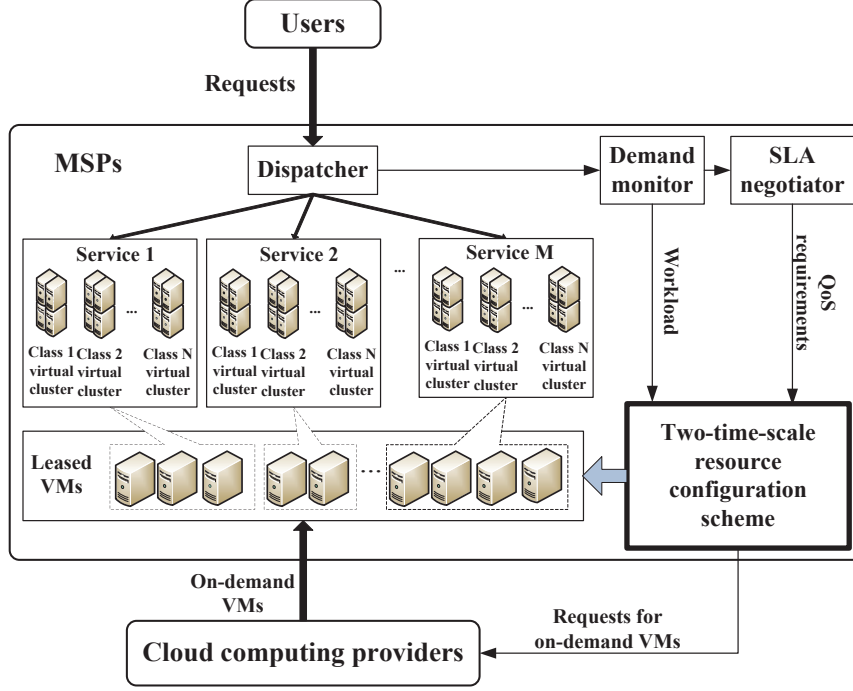 Users
Requests
MSPs
Dispatcher
Demand
monitor
SLA
negotiator
Workload
QoS
requirements
Service 1
...
Class 1
virtual
cluster
Class 2
virtual
cluster
Class N
virtual
cluster
Service 2
...
Class 1
virtual
cluster
Class 2
virtual
cluster
Class N
virtual
cluster
...
Service M
...
Class 1
virtual
cluster
Class 2
virtual
cluster
Class N
virtual
cluster
Leased
VMs
...
Two-time-scale
resource
configuration
scheme
On-demand
VMs
Requests for
on-demand VMs
Cloud computing providers